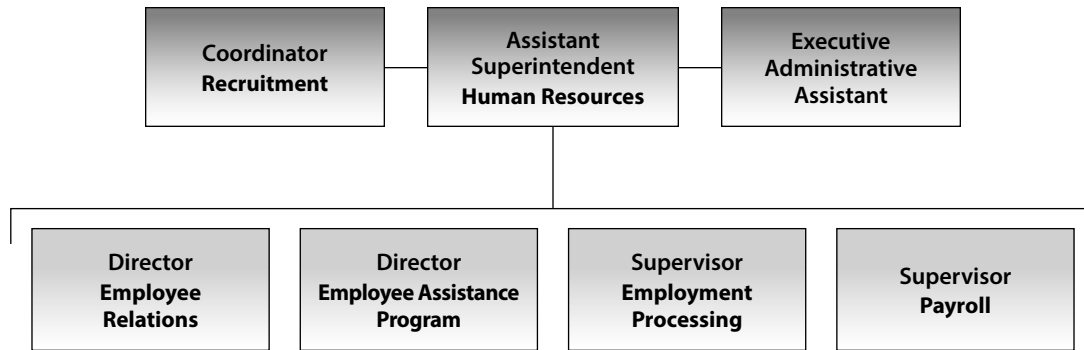 Coordinator
Recruitment
Assistant
Superintendent
Human Resources
Executive
Administrative
Assistant
Director
Employee
Relations
Director
Employee Assistance
Program
Supervisor
Employment
Processing
Supervisor
Payroll